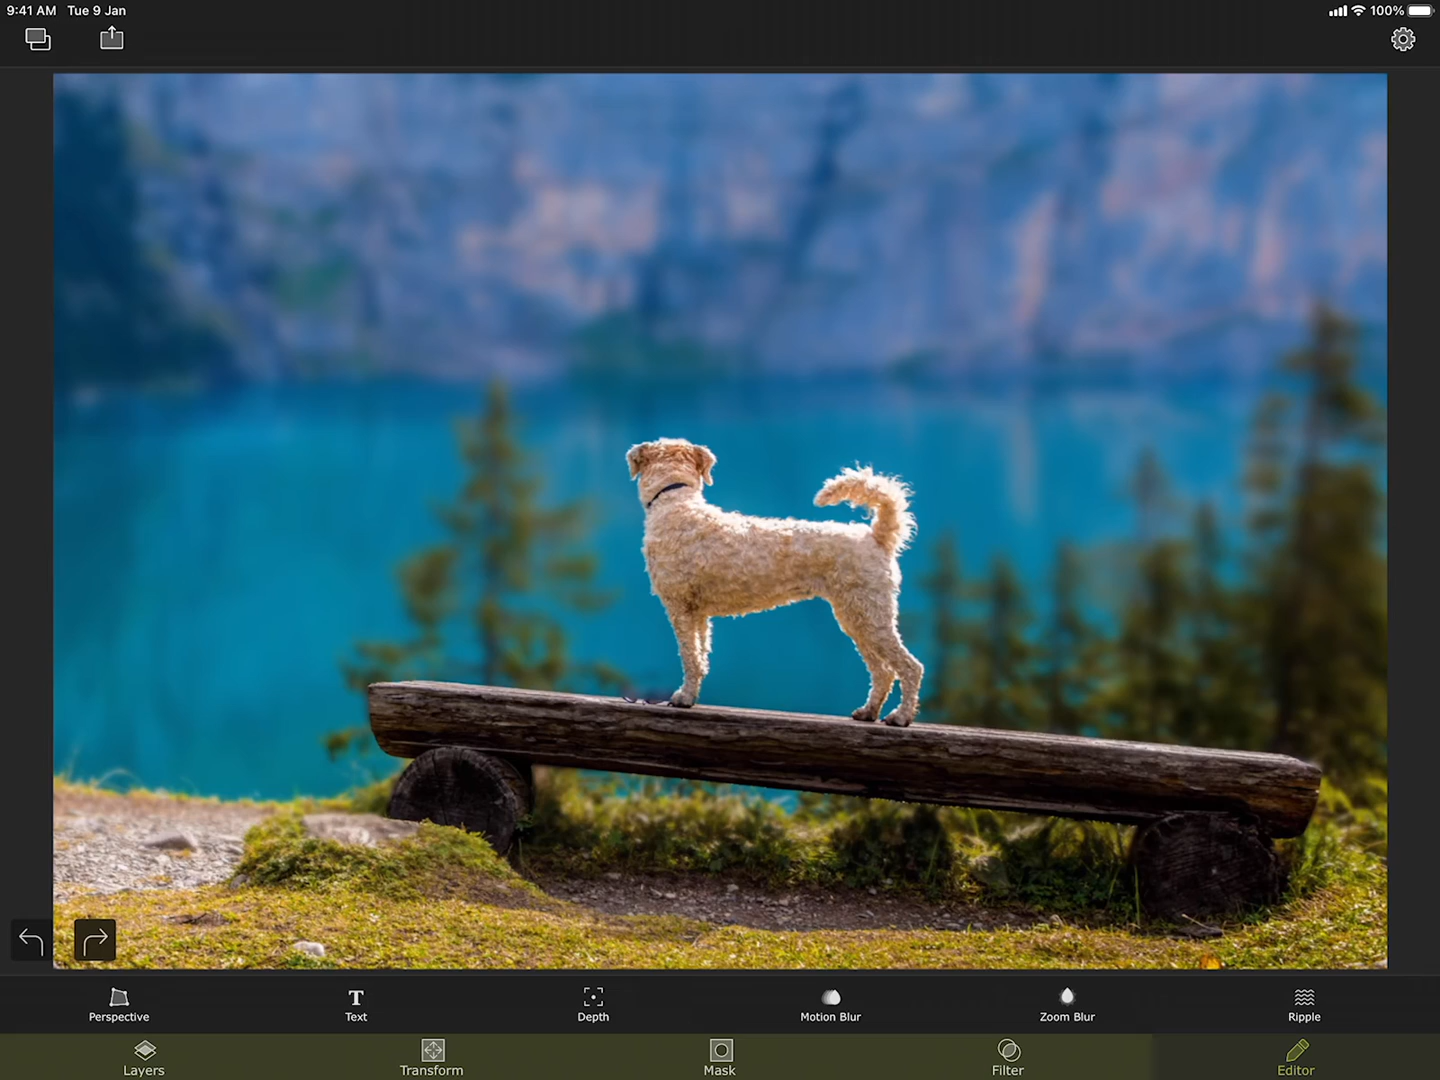 9:41 AM Tue 9 Jan
100%
Perspective
Text
Depth
Motion Blur
Zoom Blur
Ripple
Layers
Transform
Mask
Filter
Editor